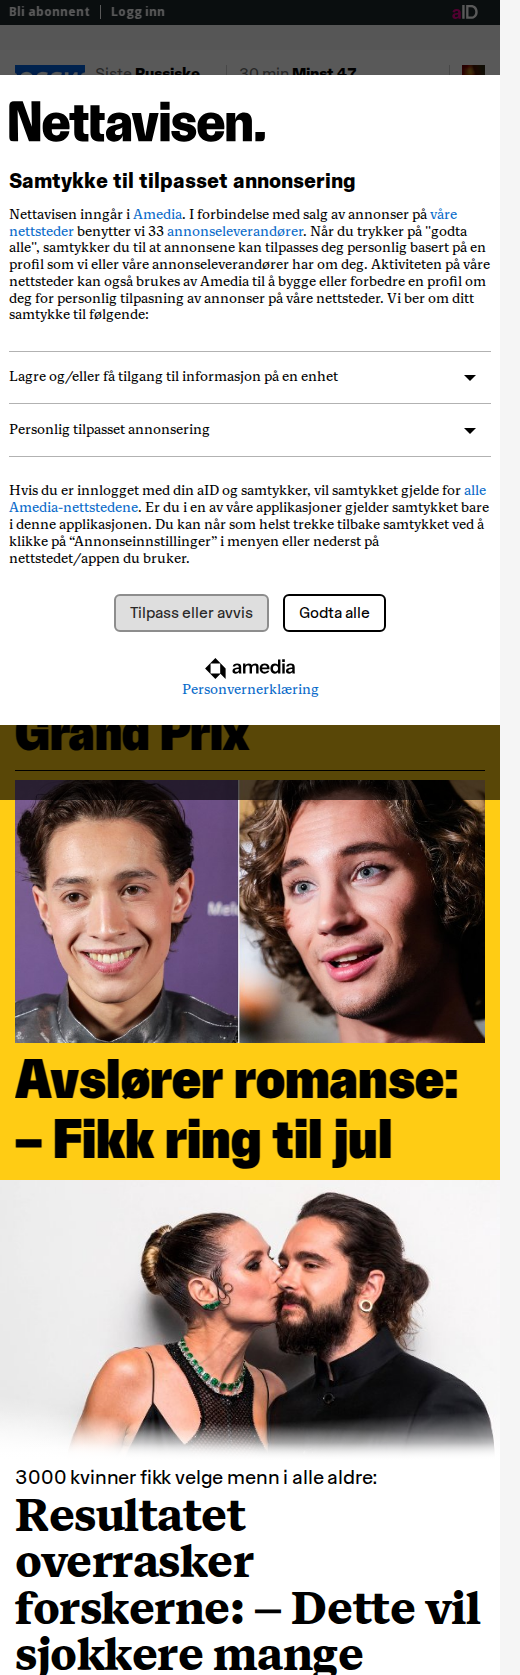 Bli abonnent | Logg inn
aID
Siste Russiske
30 min Minst 47
Nettavisen.
Samtykke til tilpasset annonsering
Nettavisen inngår i Amedia. I forbindelse med salg av annonser på våre
nettsteder benytter vi 33 annonseleverandører. Når du trykker på "godta
alle", samtykker du til at annonsene kan tilpasses deg personlig basert på en
profil som vi eller våre annonseleverandører har om deg. Aktiviteten på våre
nettsteder kan også brukes av Amedia til å bygge eller forbedre en profil om
deg for personlig tilpasning av annonser på våre nettsteder. Vi ber om ditt
samtykke til følgende:
Lagre og/eller få tilgang til informasjon på en enhet
Personlig tilpasset annonsering
Hvis du er innlogget med din aID og samtykker, vil samtykket gjelde for alle
Amedia-nettstedene. Er du i en av våre applikasjoner gjelder samtykket bare
i denne applikasjonen. Du kan når som helst trekke tilbake samtykket ved å
klikke på “Annonseinnstillinger” i menyen eller nederst på
nettstedet/appen du bruker.
Tilpass eller avvis
Godta alle
amedia
Personvernerklæring
Grand Prix
Avslører romanse:
– Fikk ring til jul
3000 kvinner fikk velge menn i alle aldre:
Resultatet
overrasker
forskerne: – Dette vil
sjokkere mange